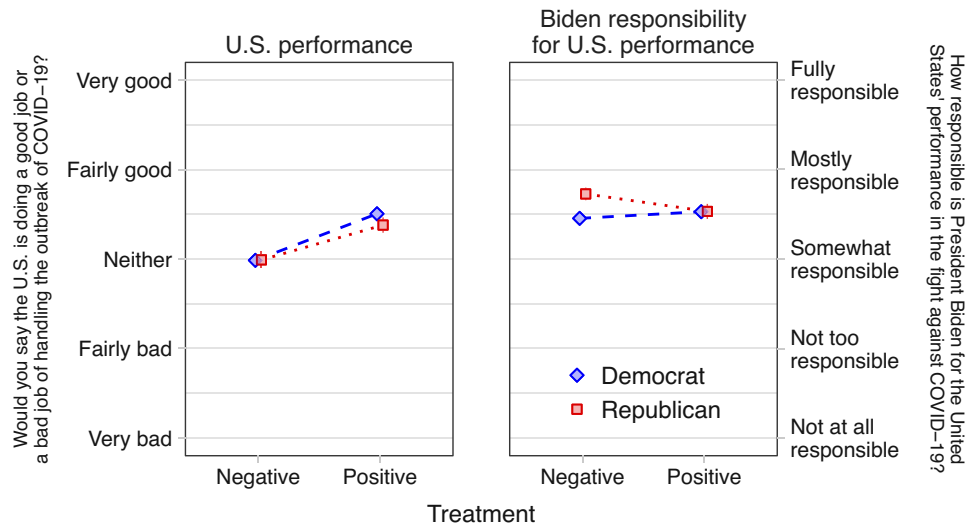 U.S. performance
Biden responsibility
for U.S. performance
Would you say the U.S. is doing a good job or
a bad job of handling the outbreak of COVID−19?
Very good
Fairly good
Neither
Fairly bad
Very bad
Fully
responsible
Mostly
responsible
Somewhat
responsible
Not too
responsible
Not at all
responsible
How responsible is President Biden for the United
States' performance in the fight against COVID−19?
Democrat
Republican
Negative
Positive
Negative
Positive
Treatment